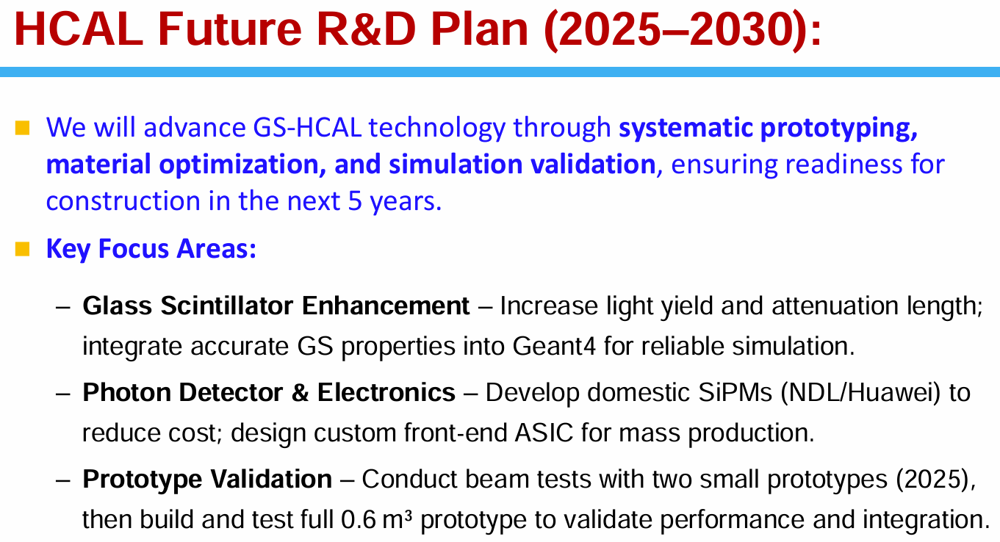 HCAL Future R&D Plan (2025–2030):
We will advance GS-HCAL technology through systematic prototyping,
material optimization, and simulation validation, ensuring readiness for
construction in the next 5 years.
Key Focus Areas:
– Glass Scintillator Enhancement – Increase light yield and attenuation length;
integrate accurate GS properties into Geant4 for reliable simulation.
– Photon Detector & Electronics – Develop domestic SiPMs (NDL/Huawei) to
reduce cost; design custom front-end ASIC for mass production.
– Prototype Validation – Conduct beam tests with two small prototypes (2025),
then build and test full 0.6 m³ prototype to validate performance and integration.